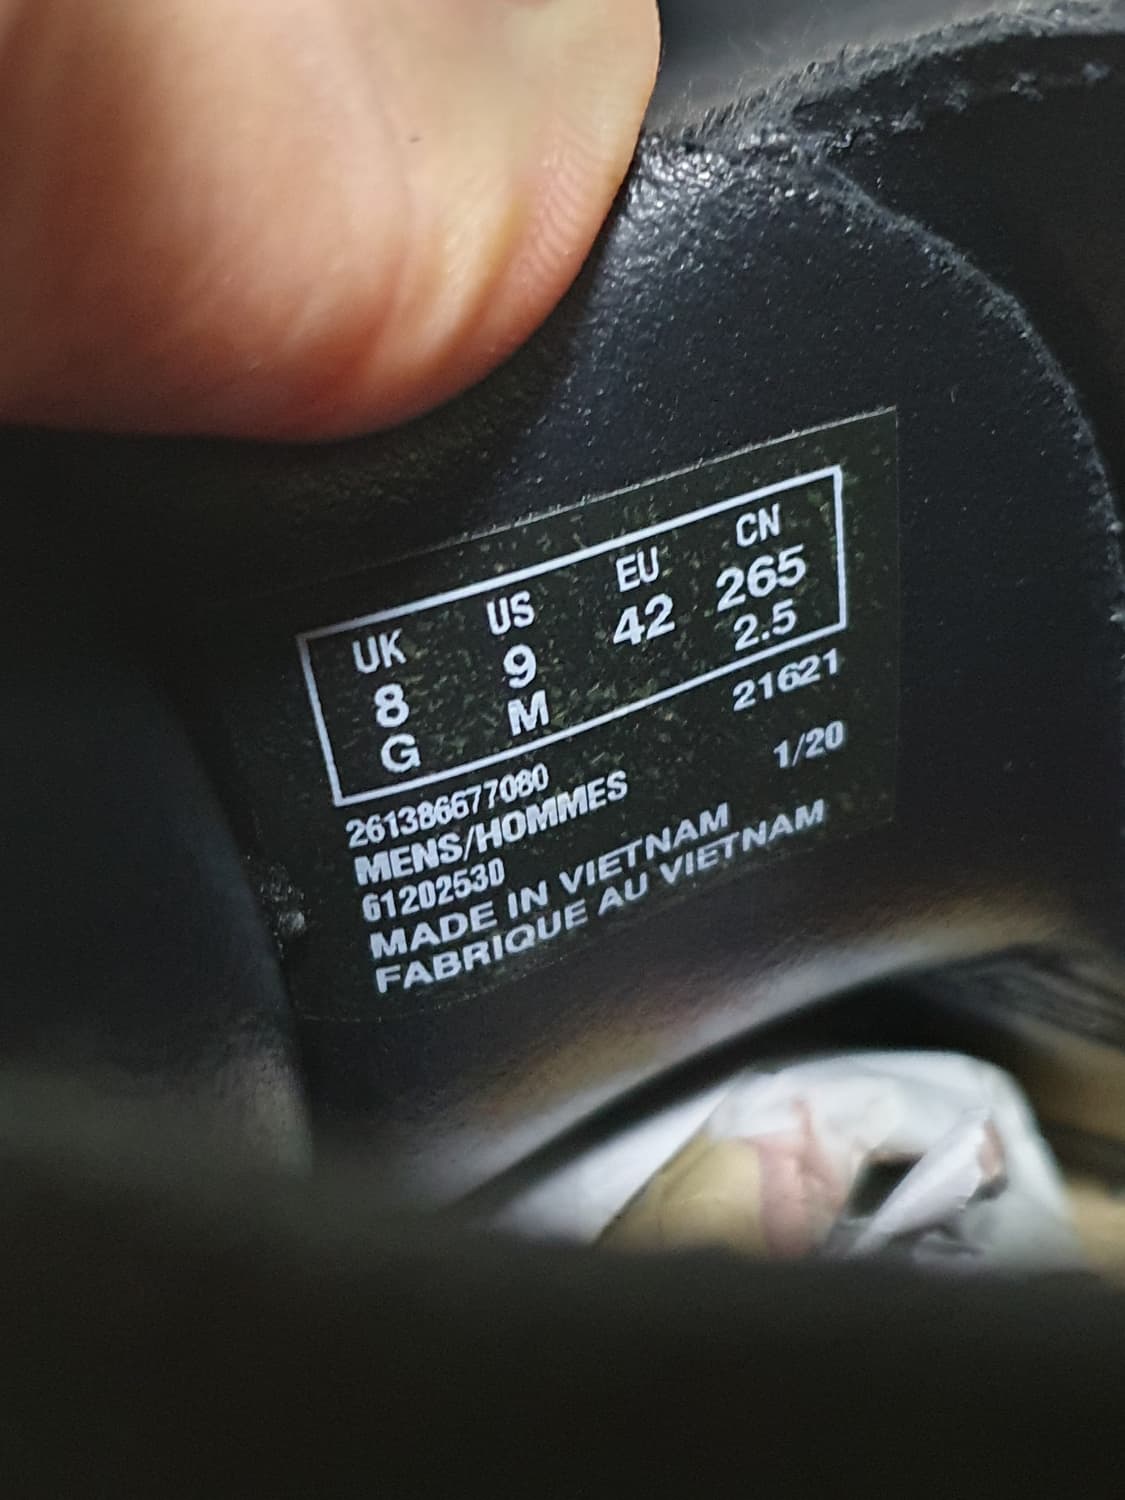 UK US EU CN
8 9 42 265
G M 2.5
261386677080 21621
MENS/HOMMES 1/20
61202530
MADE IN VIETNAM
FABRIQUE AU VIETNAM